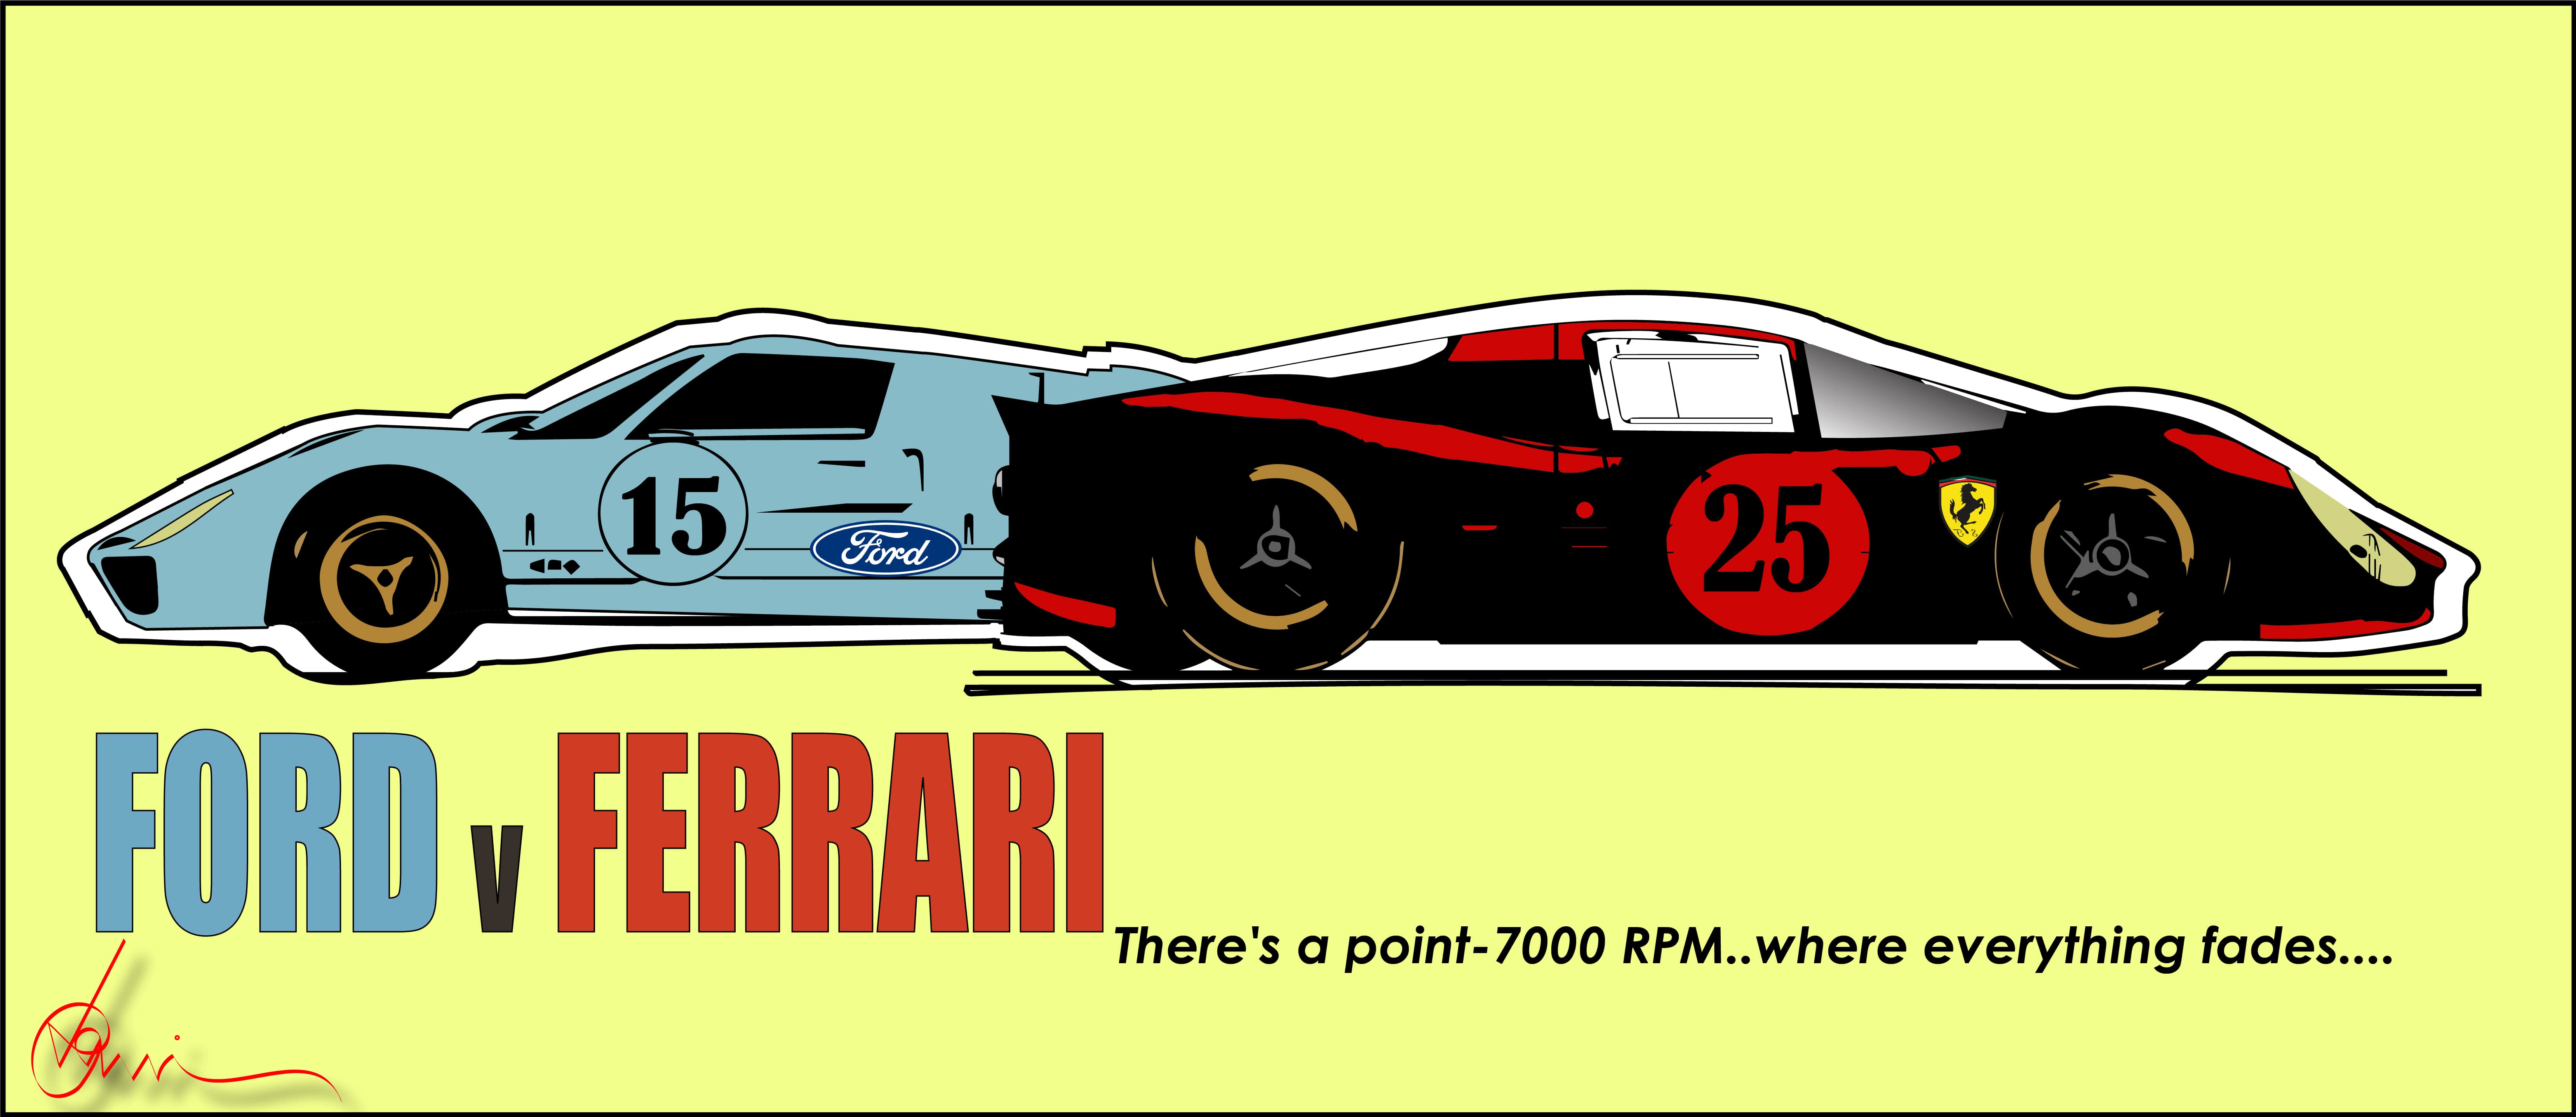 15
Ford
25
FORD v FERRARI
There's a point-7000 RPM..where everything fades....